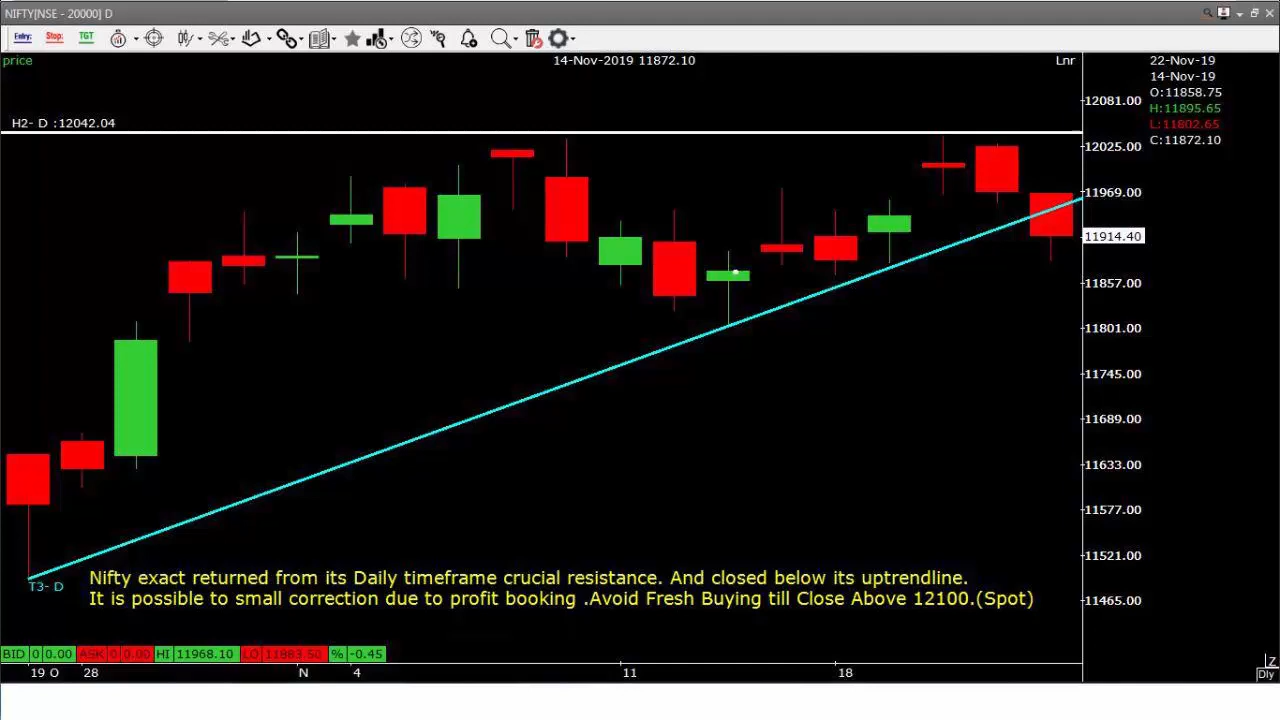 NIFTY[NSE - 20000] D
Entry: Stop: TGT
price
14-Nov-2019 11872.10
Lnr
22-Nov-19
14-Nov-19
O:11858.75
H:11895.65
L:11802.65
C:11872.10
H2- D :12042.04
12081.00
12025.00
11969.00
11914.40
11857.00
11801.00
11745.00
11689.00
11633.00
11577.00
11521.00
11465.00
T3- D
Nifty exact returned from its Daily timeframe crucial resistance. And closed below its uptrendline.
It is possible to small correction due to profit booking .Avoid Fresh Buying till Close Above 12100.(Spot)
BID 0 0.00 ASK 0 0.00 HI 11968.10 LO 11883.50 % -0.45
19 O 28 N 4 11 18
Z
Dly